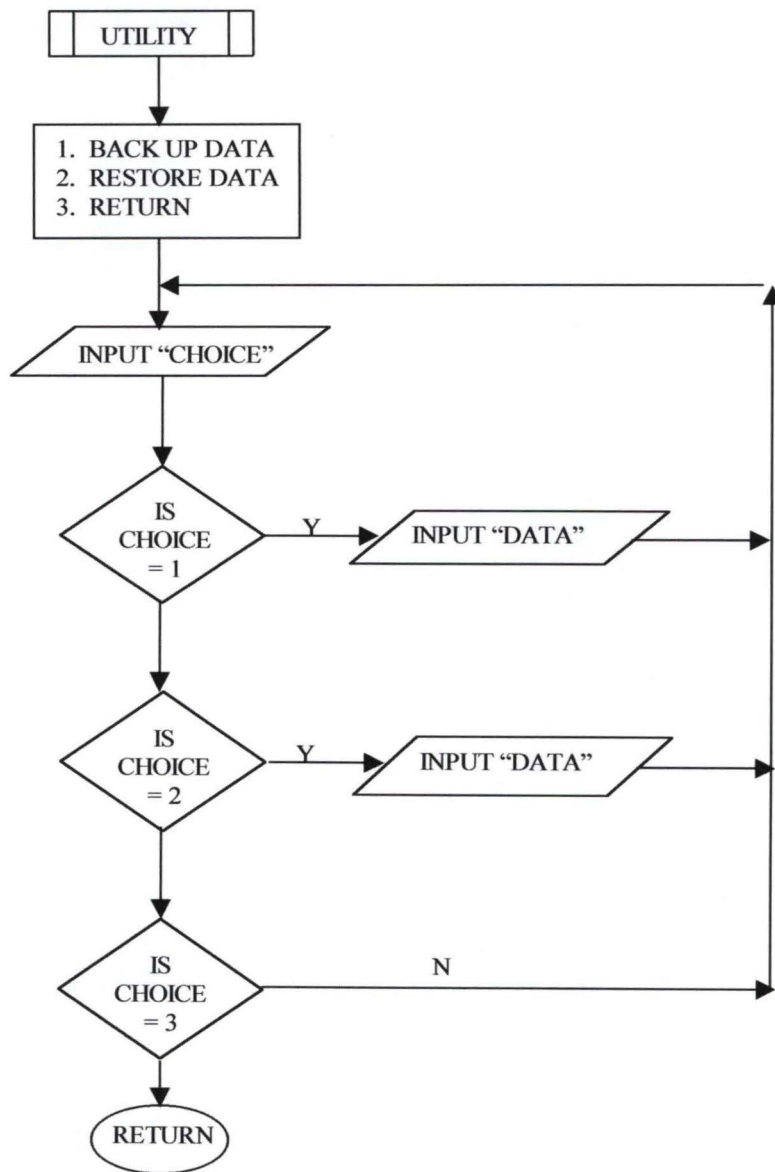 UTILITY
1. BACK UP DATA
2. RESTORE DATA
3. RETURN
INPUT “CHOICE”
IS
CHOICE
= 1
Y
INPUT “DATA”
IS
CHOICE
= 2
Y
INPUT “DATA”
IS
CHOICE
= 3
N
RETURN